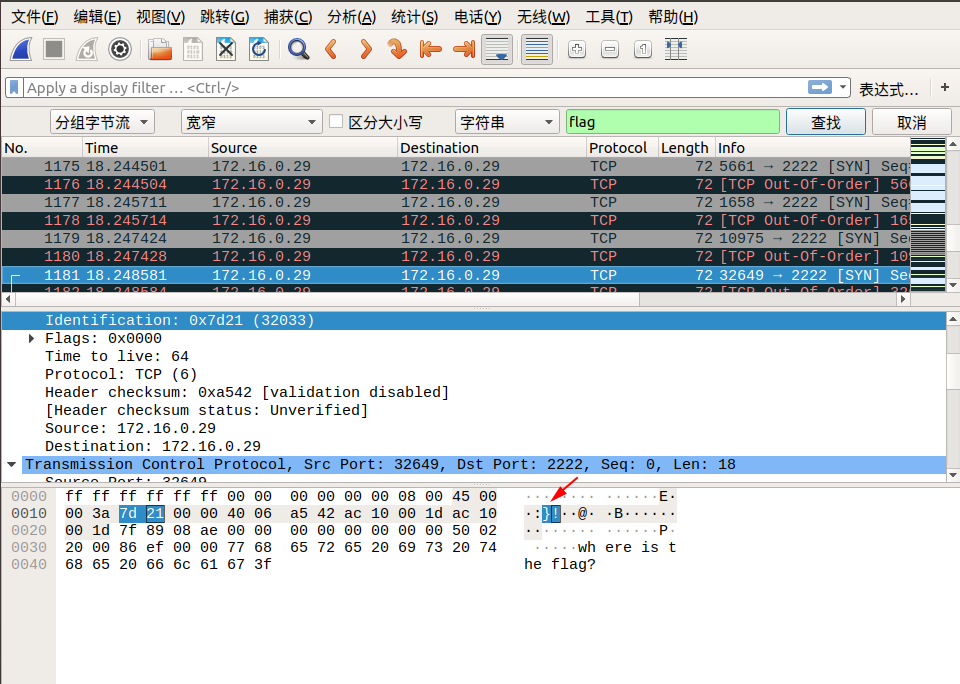 文件(F) 编辑(E) 视图(V) 跳转(G) 捕获(C) 分析(A) 统计(S) 电话(Y) 无线(W) 工具(T) 帮助(H)
Apply a display filter … <Ctrl-/> 表达式… +
分组字节流 宽窄 区分大小写 字符串 flag 查找 取消
No. Time Source Destination Protocol Length Info
1175 18.244501 172.16.0.29 172.16.0.29 TCP 72 5661 → 2222 [SYN] Seq=
1176 18.244504 172.16.0.29 172.16.0.29 TCP 72 [TCP Out-Of-Order] 56
1177 18.245711 172.16.0.29 172.16.0.29 TCP 72 1658 → 2222 [SYN] Seq=
1178 18.245714 172.16.0.29 172.16.0.29 TCP 72 [TCP Out-Of-Order] 16
1179 18.247424 172.16.0.29 172.16.0.29 TCP 72 10975 → 2222 [SYN] Se
1180 18.247428 172.16.0.29 172.16.0.29 TCP 72 [TCP Out-Of-Order] 10
1181 18.248581 172.16.0.29 172.16.0.29 TCP 72 32649 → 2222 [SYN] Se
1182 18.248584 172.16.0.29 172.16.0.29 TCP 72 [TCP Out-Of-Order] 32
Identification: 0x7d21 (32033)
Flags: 0x0000
Time to live: 64
Protocol: TCP (6)
Header checksum: 0xa542 [validation disabled]
[Header checksum status: Unverified]
Source: 172.16.0.29
Destination: 172.16.0.29
Transmission Control Protocol, Src Port: 32649, Dst Port: 2222, Seq: 0, Len: 18
Source Port: 32649
0000 ff ff ff ff ff ff 00 00 00 00 00 00 08 00 45 00 ········ ······E·
0010 00 3a 7d 21 00 00 40 06 a5 42 ac 10 00 1d ac 10 ·:}!··@· ·B······
0020 00 1d 7f 89 08 ae 00 00 00 00 00 00 00 00 50 02 ········ ······P·
0030 20 00 86 ef 00 00 77 68 65 72 65 20 69 73 20 74 ·····wh ere is t
0040 68 65 20 66 6c 61 67 3f he flag?